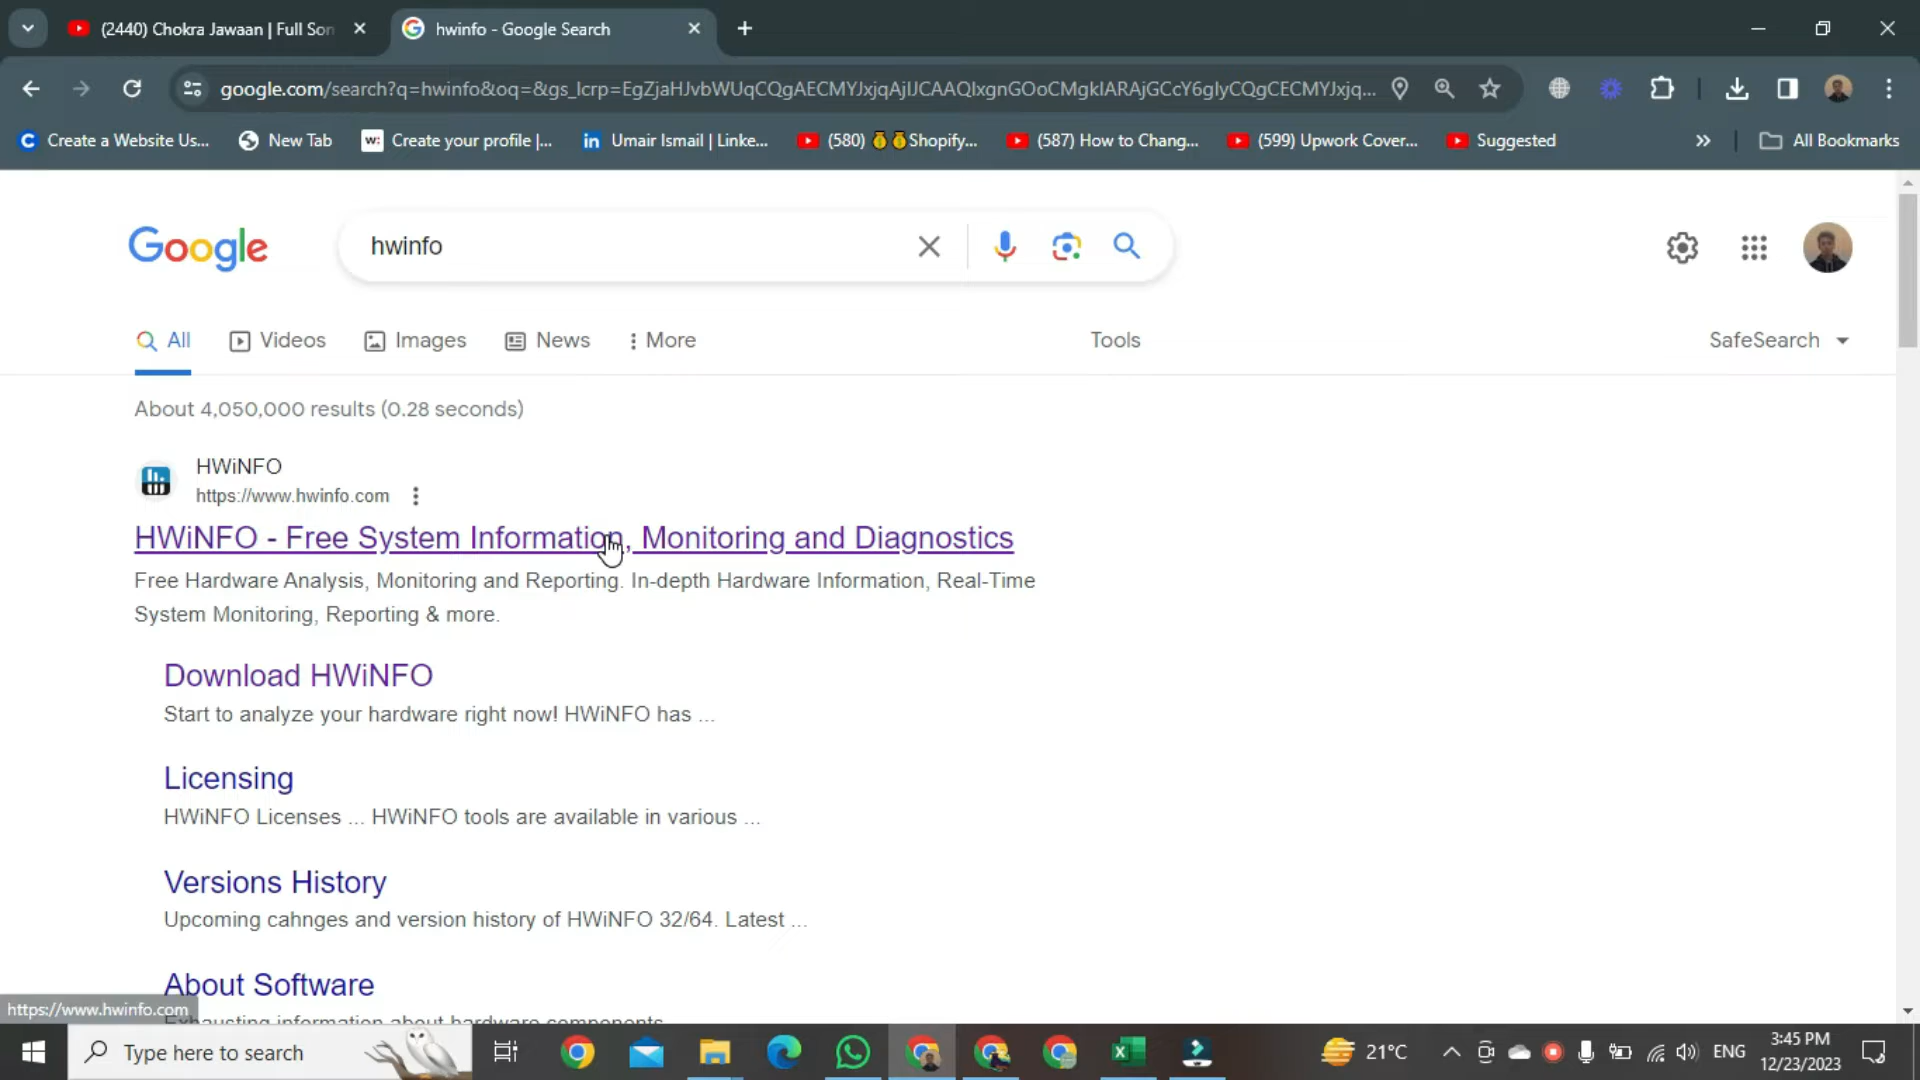 (2440) Chokra Jawaan | Full Son
hwinfo - Google Search
google.com/search?q=hwinfo&oq=&gs_lcrp=EgZjaHJvbWUqCQgAECMYJxjqAjIJCAAQIxgnGOoCMgkIARAjGCcY6gIyCQgCECMYJxjq...
Create a Website Us...
New Tab
Create your profile |...
Umair Ismail | Linke...
(580) 💰💰Shopify...
(587) How to Chang...
(599) Upwork Cover...
Suggested
All Bookmarks
Google
hwinfo
All
Videos
Images
News
More
Tools
SafeSearch
About 4,050,000 results (0.28 seconds)
HWiNFO
https://www.hwinfo.com
HWiNFO - Free System Information, Monitoring and Diagnostics
Free Hardware Analysis, Monitoring and Reporting. In-depth Hardware Information, Real-Time
System Monitoring, Reporting & more.
Download HWiNFO
Start to analyze your hardware right now! HWiNFO has ...
Licensing
HWiNFO Licenses ... HWiNFO tools are available in various ...
Versions History
Upcoming cahnges and version history of HWiNFO 32/64. Latest ...
About Software
Exhausting information about hardware components
https://www.hwinfo.com
Type here to search
21°C
ENG
3:45 PM
12/23/2023